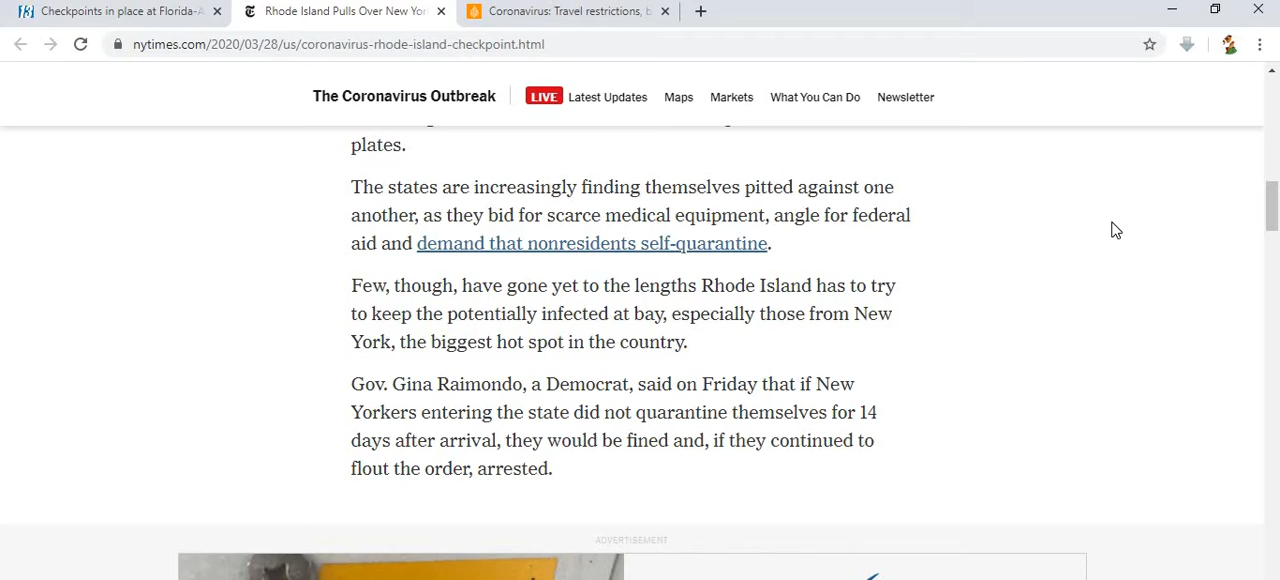 Checkpoints in place at Florida-A
Rhode Island Pulls Over New Yor
Coronavirus: Travel restrictions, b
nytimes.com/2020/03/28/us/coronavirus-rhode-island-checkpoint.html
The Coronavirus Outbreak
LIVE Latest Updates Maps Markets What You Can Do Newsletter
plates.
The states are increasingly finding themselves pitted against one
another, as they bid for scarce medical equipment, angle for federal
aid and demand that nonresidents self-quarantine.
Few, though, have gone yet to the lengths Rhode Island has to try
to keep the potentially infected at bay, especially those from New
York, the biggest hot spot in the country.
Gov. Gina Raimondo, a Democrat, said on Friday that if New
Yorkers entering the state did not quarantine themselves for 14
days after arrival, they would be fined and, if they continued to
flout the order, arrested.
ADVERTISEMENT